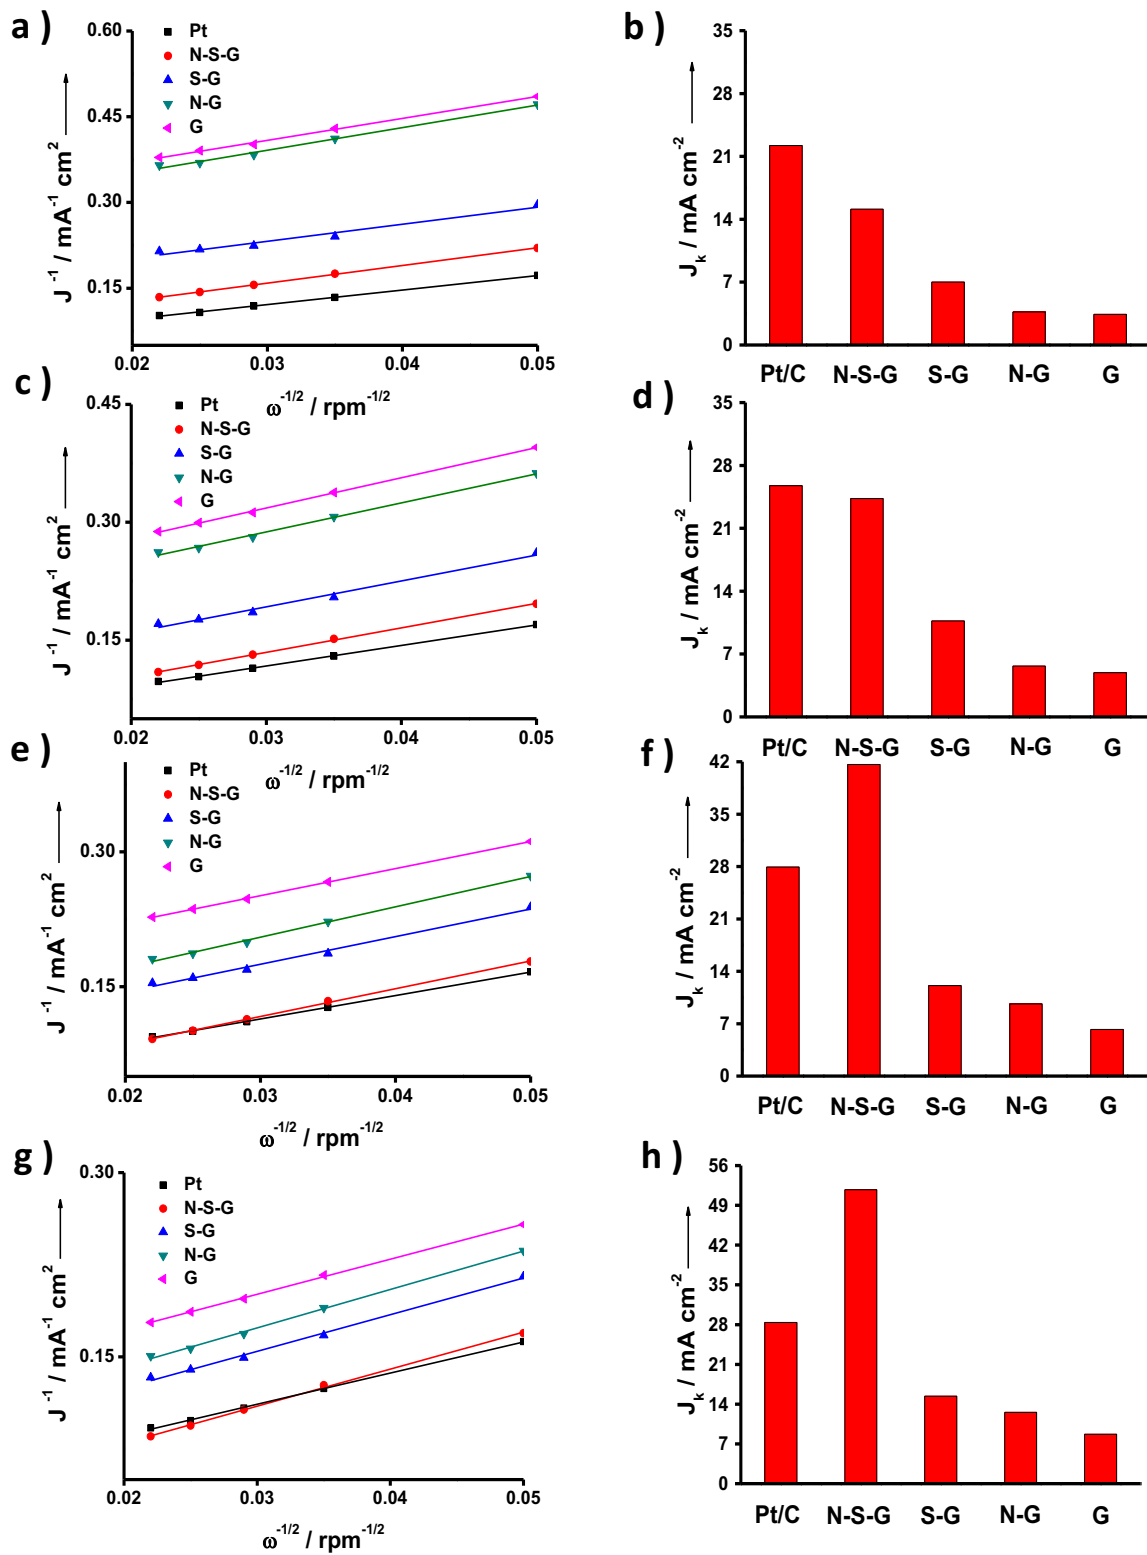 a )
Pt
N-S-G
S-G
N-G
G
0.60
0.45
0.30
0.15
J -1 / mA-1 cm2
0.02 0.03 0.04 0.05
ω-1/2 / rpm-1/2
b )
35
28
21
14
7
0
Jk / mA cm-2
Pt/C N-S-G S-G N-G G
c )
Pt
N-S-G
S-G
N-G
G
0.45
0.30
0.15
J -1 / mA-1 cm2
0.02 0.03 0.04 0.05
ω-1/2 / rpm-1/2
d )
35
28
21
14
7
0
Jk / mA cm-2
Pt/C N-S-G S-G N-G G
e )
Pt
N-S-G
S-G
N-G
G
0.30
0.15
J -1 / mA-1 cm2
0.02 0.03 0.04 0.05
ω-1/2 / rpm-1/2
f )
42
35
28
21
14
7
0
Jk / mA cm-2
Pt/C N-S-G S-G N-G G
g )
Pt
N-S-G
S-G
N-G
G
0.30
0.15
J -1 / mA-1 cm2
0.02 0.03 0.04 0.05
ω-1/2 / rpm-1/2
h )
56
49
42
35
28
21
14
7
0
Jk / mA cm-2
Pt/C N-S-G S-G N-G G